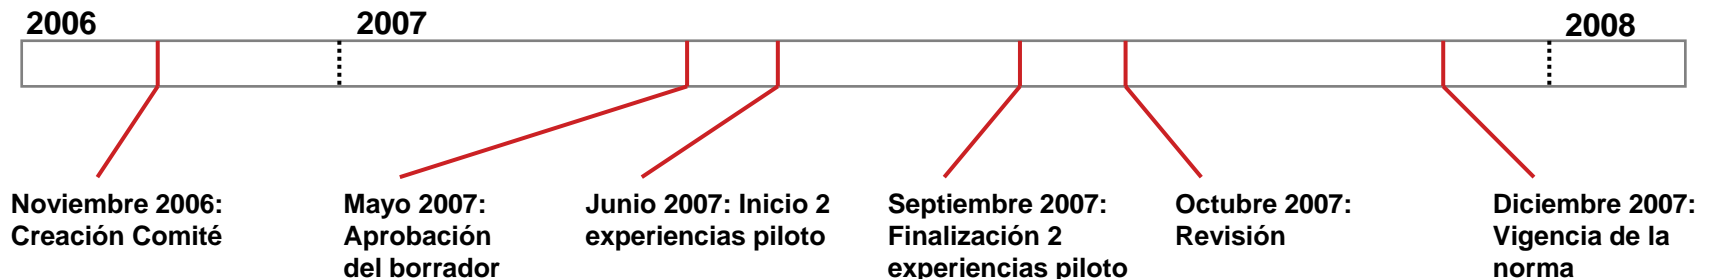 2006
2007
2008
Noviembre 2006:
Creación Comité
Mayo 2007:
Aprobación
del borrador
Junio 2007: Inicio 2
experiencias piloto
Septiembre 2007:
Finalización 2
experiencias piloto
Octubre 2007:
Revisión
Diciembre 2007:
Vigencia de la
norma